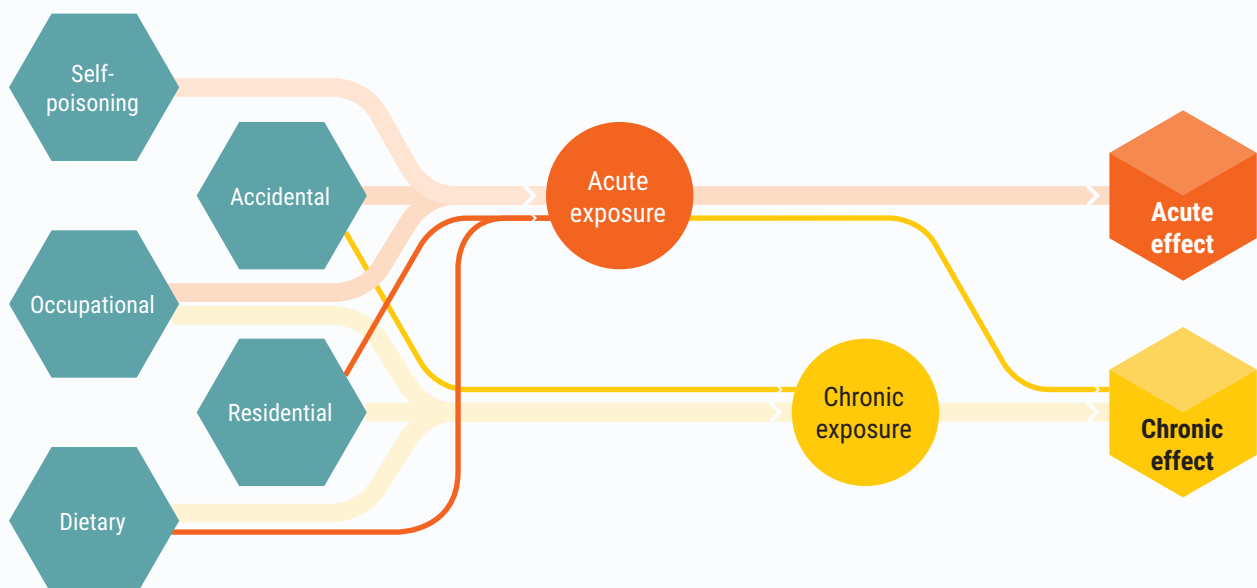 Self-
poisoning
Accidental
Acute
exposure
Acute
effect
Occupational
Residential
Chronic
exposure
Chronic
effect
Dietary